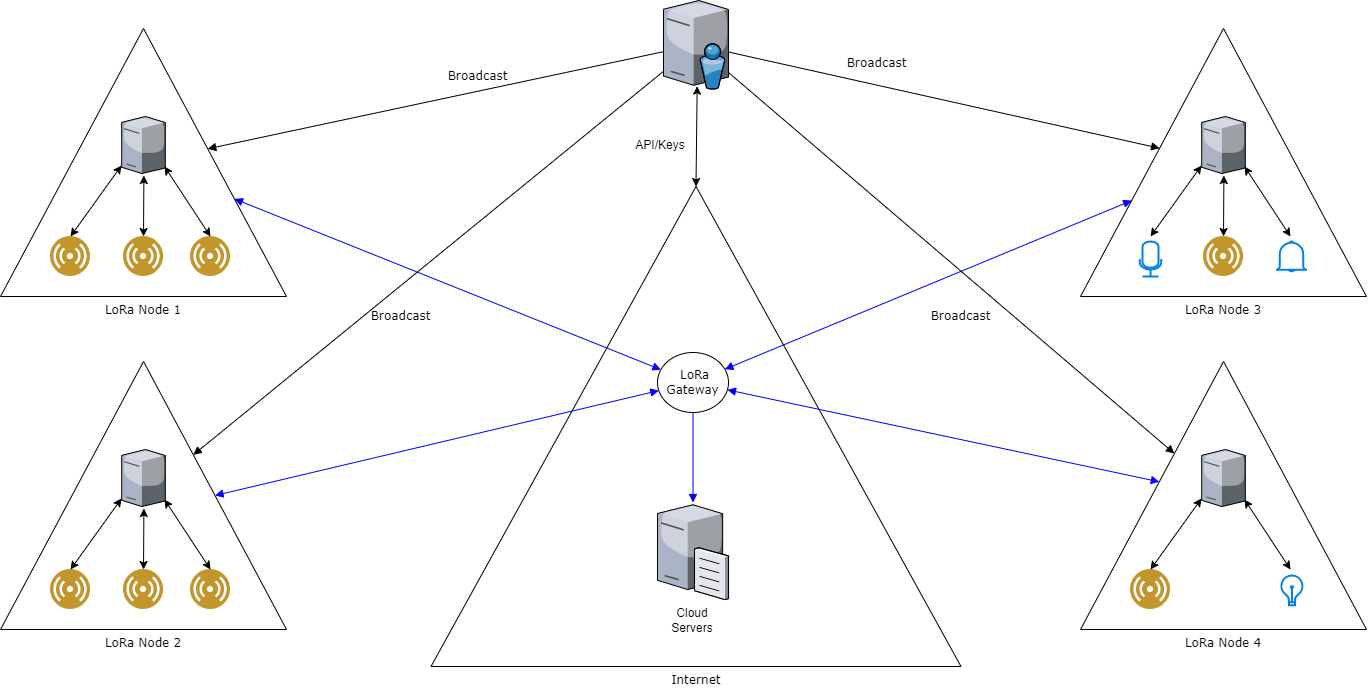 Broadcast
Broadcast
API/Keys
LoRa Node 1
LoRa Node 3
Broadcast
Broadcast
LoRa
Gateway
Cloud
Servers
LoRa Node 2
LoRa Node 4
Internet